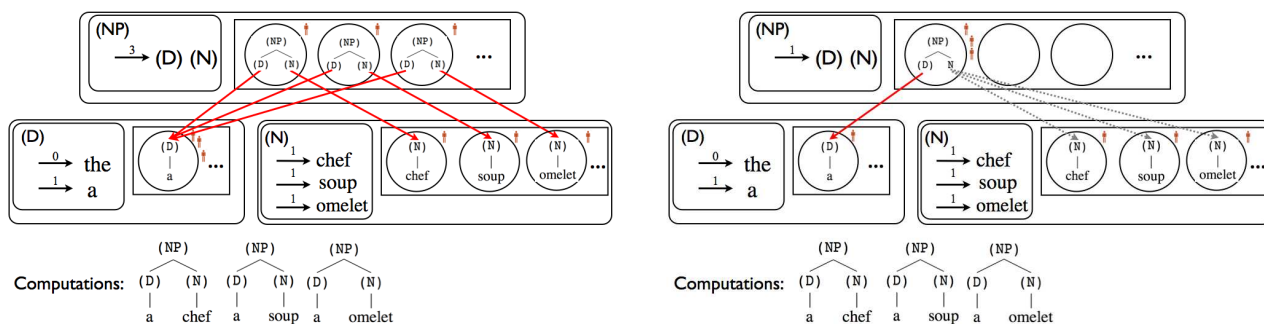 (NP)
3 (D) (N)
(NP) (NP) (NP)
(D) (N) (D) (N) (D) (N) ...
(D)
0 the
1 a
(D)
a
...
(N)
1 chef
1 soup
1 omelet
(N) (N) (N)
chef soup omelet ...
Computations:
(NP) (NP) (NP)
(D) (N) (D) (N) (D) (N)
a chef a soup a omelet
(NP)
1 (D) (N)
(NP)
(D) N ...
(D)
0 the
1 a
(D)
a
...
(N)
1 chef
1 soup
1 omelet
(N) (N) (N)
chef soup omelet ...
Computations:
(NP) (NP) (NP)
(D) (N) (D) (N) (D) (N)
a chef a soup a omelet